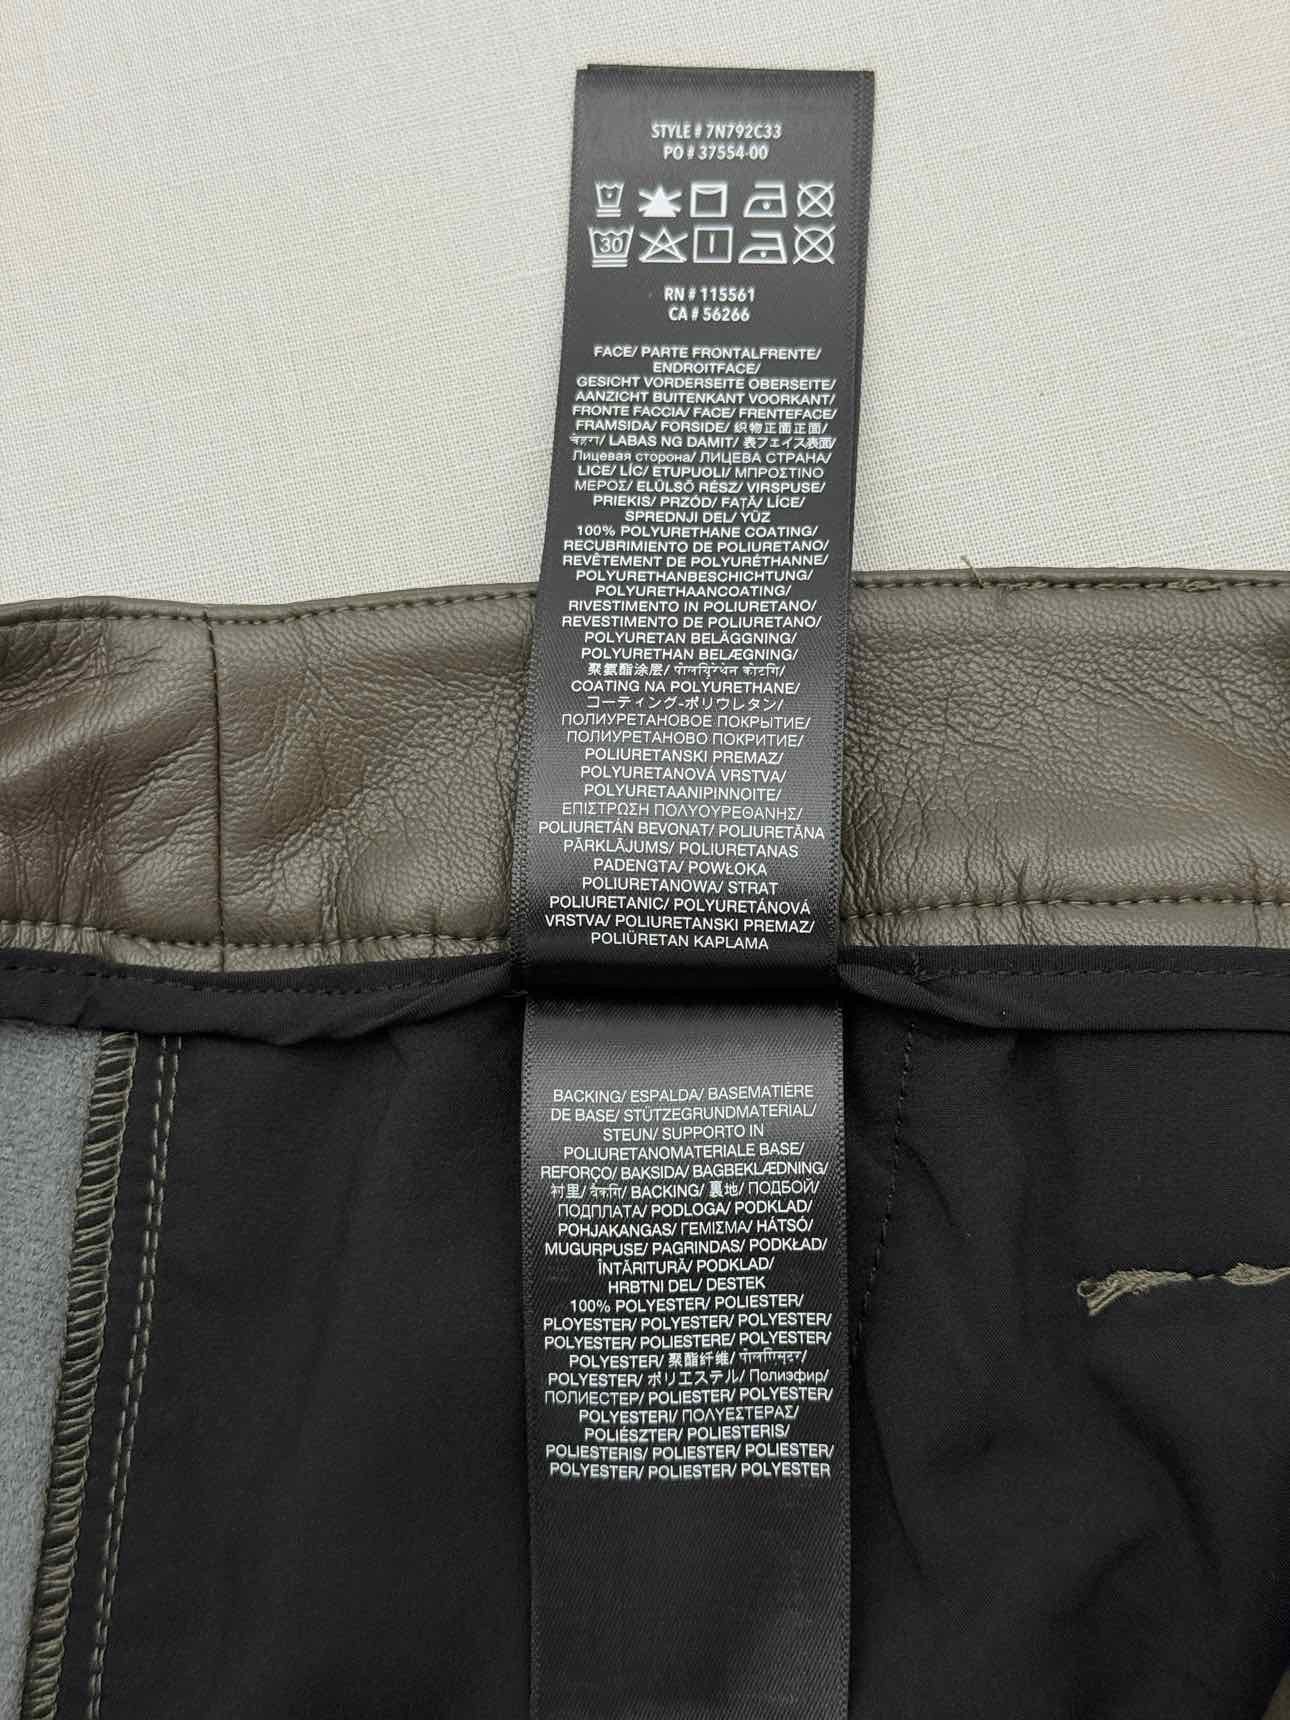 STYLE # 7N792C33
PO # 37554-00
30
RN # 115561
CA # 56266
FACE/ PARTE FRONTALFRENTE/
ENDROITFACE/
GESICHT VORDERSEITE OBERSEITE/
AANZICHT BUITENKANT VOORKANT/
FRONTE FACCIA/ FACE/ FRENTEFACE/
FRAMSIDA/ FORSIDE/ 织物正面正面/
चेहरा/ LABAS NG DAMIT/ 表フェイス表面/
Лицевая сторона/ ЛИЦЕВА СТРАНА/
LICE/ LÍC/ ETUPUOLI/ ΜΠΡΟΣΤΙΝΟ
ΜΕΡΟΣ/ ELÜLSŐ RÉSZ/ VIRSPUSE/
PRIEKIS/ PRZÓD/ FAȚĂ/ LÍCE/
SPREDNJI DEL/ YÜZ
100% POLYURETHANE COATING/
RECUBRIMIENTO DE POLIURETANO/
REVÊTEMENT DE POLYURÉTHANNE/
POLYURETHANBESCHICHTUNG/
POLYURETHAANCOATING/
RIVESTIMENTO IN POLIURETANO/
REVESTIMENTO DE POLIURETANO/
POLYURETAN BELÄGGNING/
POLYURETHAN BELÆGNING/
聚氨酯涂层/ पोलयुिरेथेन कोटगि/
COATING NA POLYURETHANE/
コーティング-ポリウレタン/
ПОЛИУРЕТАНОВОЕ ПОКРЫТИЕ/
ПОЛИУРЕТАНОВО ПОКРИТИЕ/
POLIURETANSKI PREMAZ/
POLYURETANOVÁ VRSTVA/
POLYURETAANIPINNOITE/
ΕΠΙΣΤΡΩΣΗ ΠΟΛΥΟΥΡΕΘΑΝΗΣ/
POLIURETÁN BEVONAT/ POLIURETĀNA
PĀRKLĀJUMS/ POLIURETANAS
PADENGTA/ POWŁOKA
POLIURETANOWA/ STRAT
POLIURETANIC/ POLYURETÁNOVÁ
VRSTVA/ POLIURETANSKI PREMAZ/
POLIÜRETAN KAPLAMA
BACKING/ ESPALDA/ BASEMATIÈRE
DE BASE/ STÜTZEGRUNDMATERIAL/
STEUN/ SUPPORTO IN
POLIURETANOMATERIALE BASE/
REFORÇO/ BAKSIDA/ BAGBEKLÆDNING/
衬里/ वैकगि/ BACKING/ 裏地/ ПОДБОЙ/
ПОДПЛАТА/ PODLOGA/ PODKLAD/
POHJAKANGAS/ ΓΕΜΙΣΜΑ/ HÁTSÓ/
MUGURPUSE/ PAGRINDAS/ PODKŁAD/
ÎNTĂRITURĂ/ PODKLAD/
HRBTNI DEL/ DESTEK
100% POLYESTER/ POLIESTER/
PLOYESTER/ POLYESTER/ POLYESTER/
POLYESTER/ POLIESTERE/ POLYESTER/
POLYESTER/ 聚酯纤维/ पोलएिस्टर/
POLYESTER/ ポリエステル/ Полиэфир/
ПОЛИЕСТЕР/ POLIESTER/ POLYESTER/
POLYESTERI/ ΠΟΛΥΕΣΤΕΡΑΣ/
POLIÉSZTER/ POLIESTERIS/
POLIESTERIS/ POLIESTER/ POLIESTER/
POLYESTER/ POLIESTER/ POLYESTER